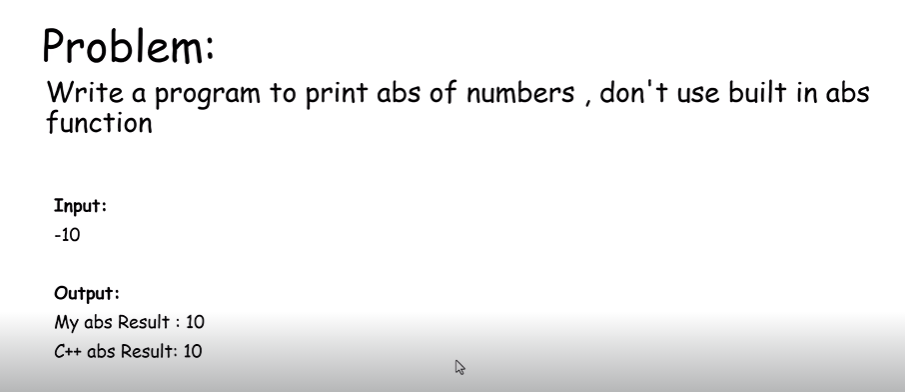 Problem:
Write a program to print abs of numbers , don't use built in abs
function
Input:
-10
Output:
My abs Result : 10
C++ abs Result: 10